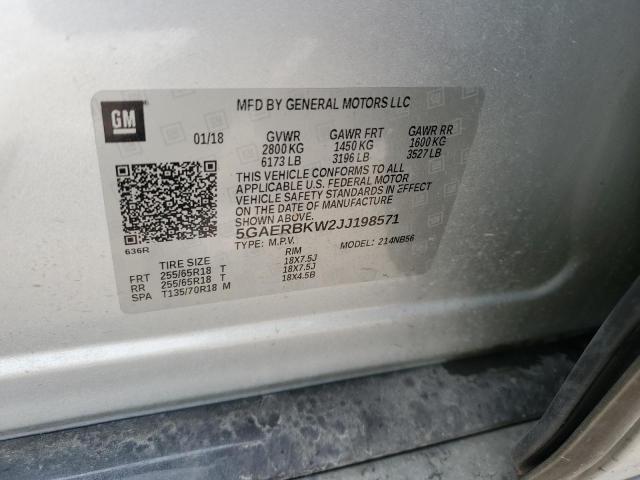 GM
MFD BY GENERAL MOTORS LLC
01/18 GVWR GAWR FRT GAWR RR
2800 KG 1450 KG 1600 KG
6173 LB 3196 LB 3527 LB
THIS VEHICLE CONFORMS TO ALL
APPLICABLE U.S. FEDERAL MOTOR
VEHICLE SAFETY STANDARDS IN EFFECT
ON THE DATE OF MANUFACTURE
SHOWN ABOVE.
636R
5GAERBKW2JJ198571
TYPE: M.P.V. MODEL: 214NB56
TIRE SIZE RIM
FRT 255/65R18 T 18X7.5J
RR 255/65R18 T 18X7.5J
SPA T135/70R18 M 18X4.5B